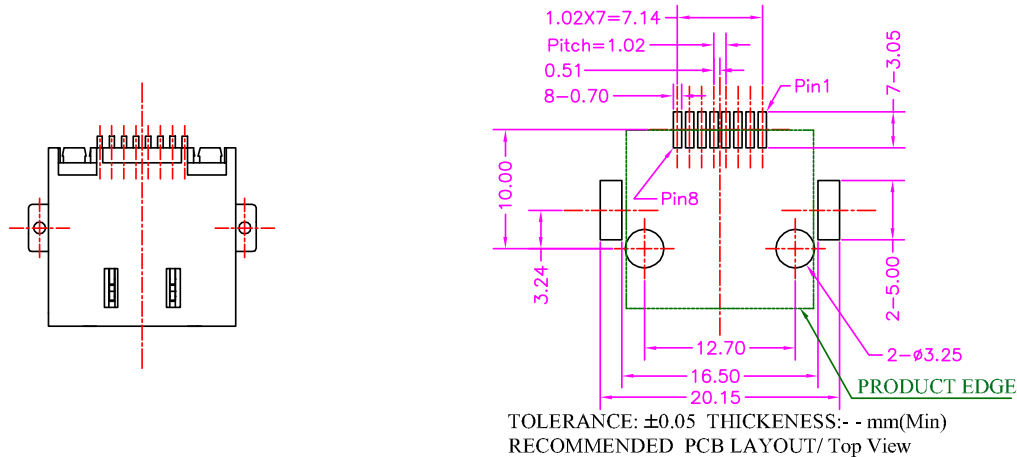 1.02X7=7.14
Pitch=1.02
0.51
8-0.70
Pin1
7-3.05
10.00
Pin8
3.24
2-5.00
12.70
2-ø3.25
16.50
PRODUCT EDGE
20.15
TOLERANCE: ±0.05 THICKENESS:- - mm(Min)
RECOMMENDED PCB LAYOUT/ Top View